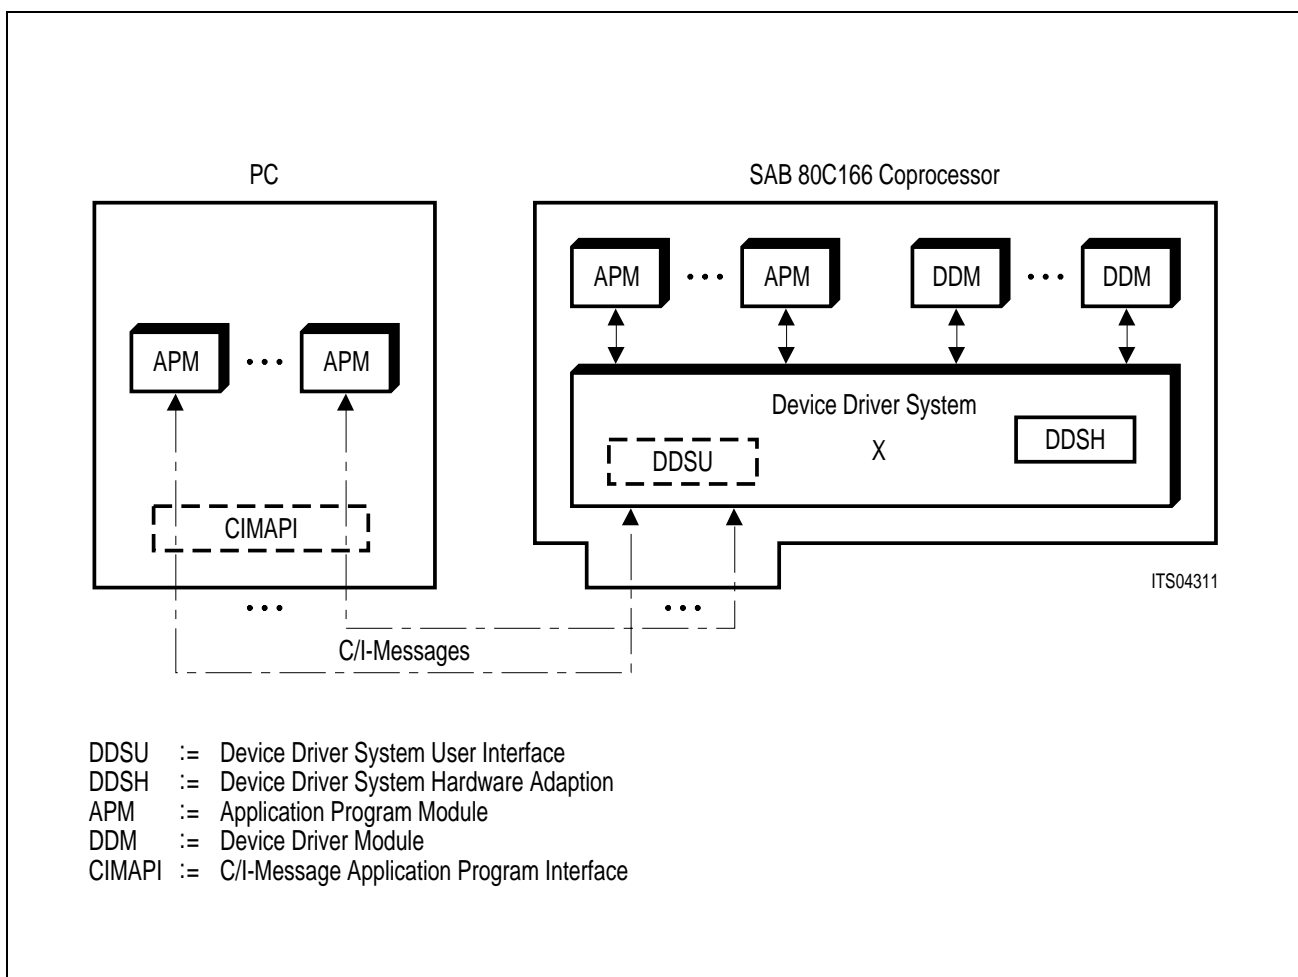 PC
SAB 80C166 Coprocessor
APM ••• APM DDM ••• DDM
APM ••• APM
Device Driver System
DDSU X DDSH
CIMAPI
ITS04311
••• •••
C/I-Messages
DDSU := Device Driver System User Interface
DDSH := Device Driver System Hardware Adaption
APM := Application Program Module
DDM := Device Driver Module
CIMAPI := C/I-Message Application Program Interface